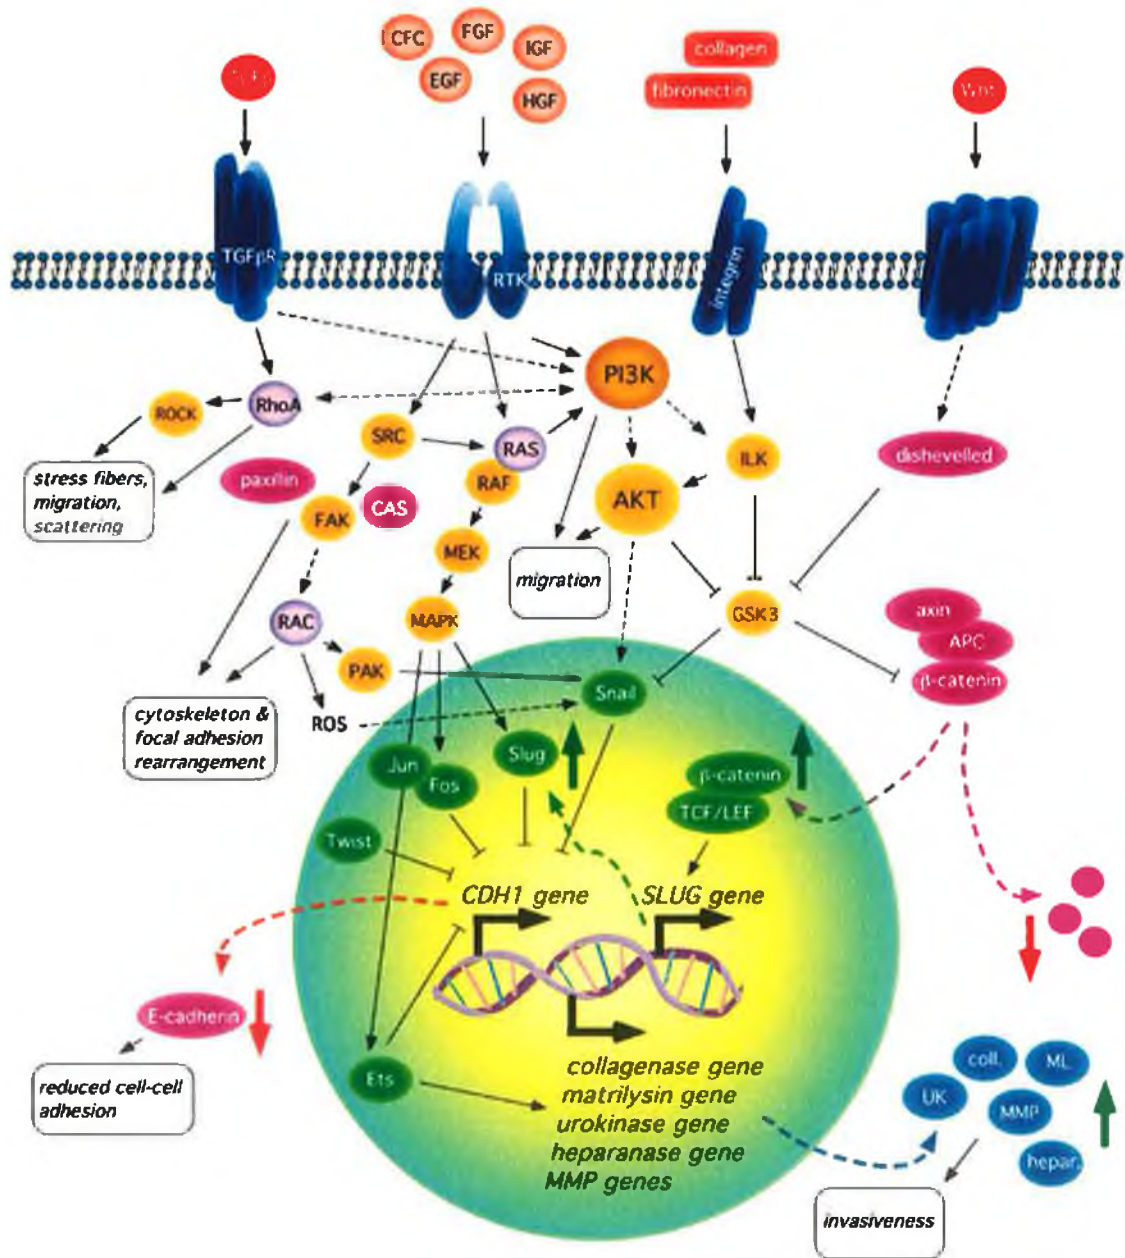 CFC
FGF
IGF
EGF
HGF
collagen
fibronectin
Wnt
TGFβR
RTK
integrin
PI3K
ROCK
RhoA
SRC
RAS
ILK
dishevelled
stress fibers,
migration,
scattering
paxillin
RAF
AKT
FAK
CAS
MEK
migration
RAC
MAPK
GSK3
axin
APC
β-catenin
PAK
Snail
cytoskeleton &
focal adhesion
rearrangement
ROS
Jun
Fos
Slug
β-catenin
TCF/LEF
Twist
CDH1 gene
SLUG gene
E-cadherin
reduced cell-cell
adhesion
Ets
collagenase gene
matrilysin gene
urokinase gene
heparanase gene
MMP genes
coll.
ML
UK
MMP
hepar.
invasiveness